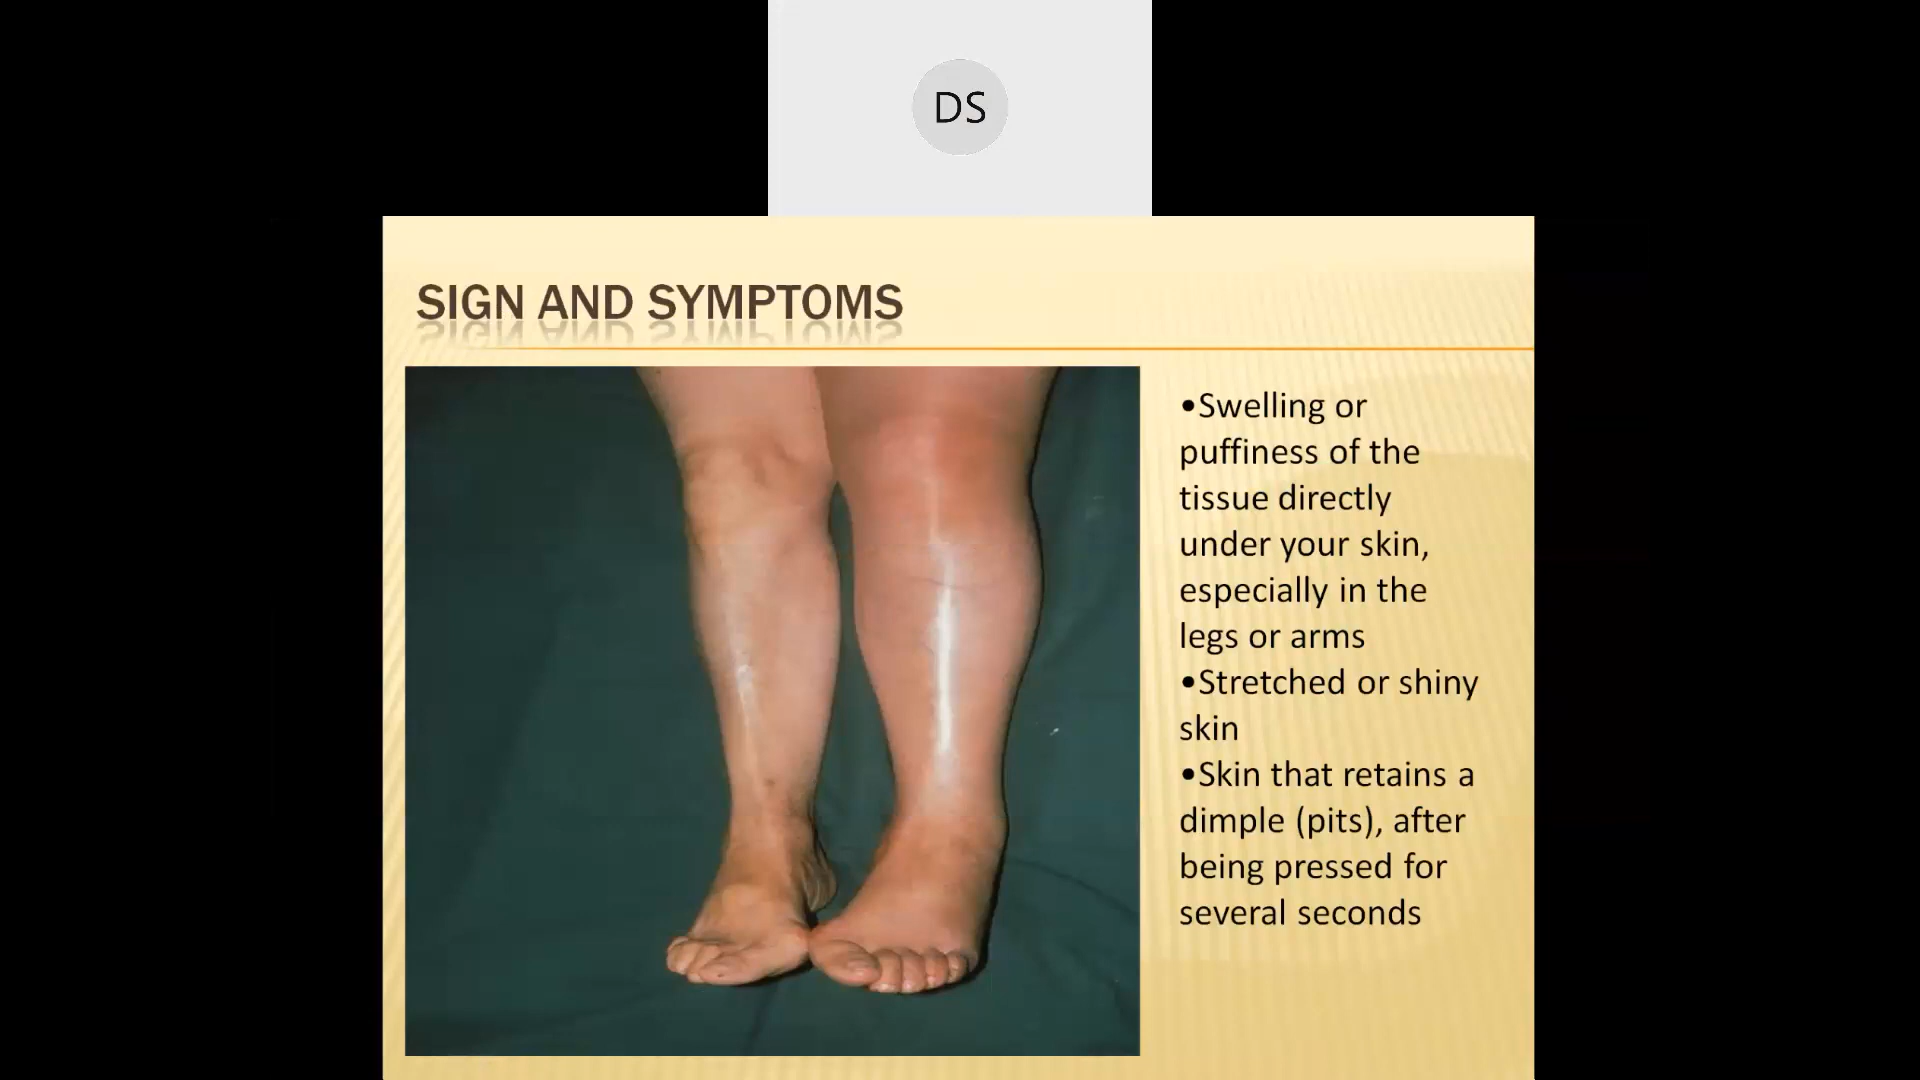 DS
SIGN AND SYMPTOMS
•Swelling or
puffiness of the
tissue directly
under your skin,
especially in the
legs or arms
•Stretched or shiny
skin
•Skin that retains a
dimple (pits), after
being pressed for
several seconds